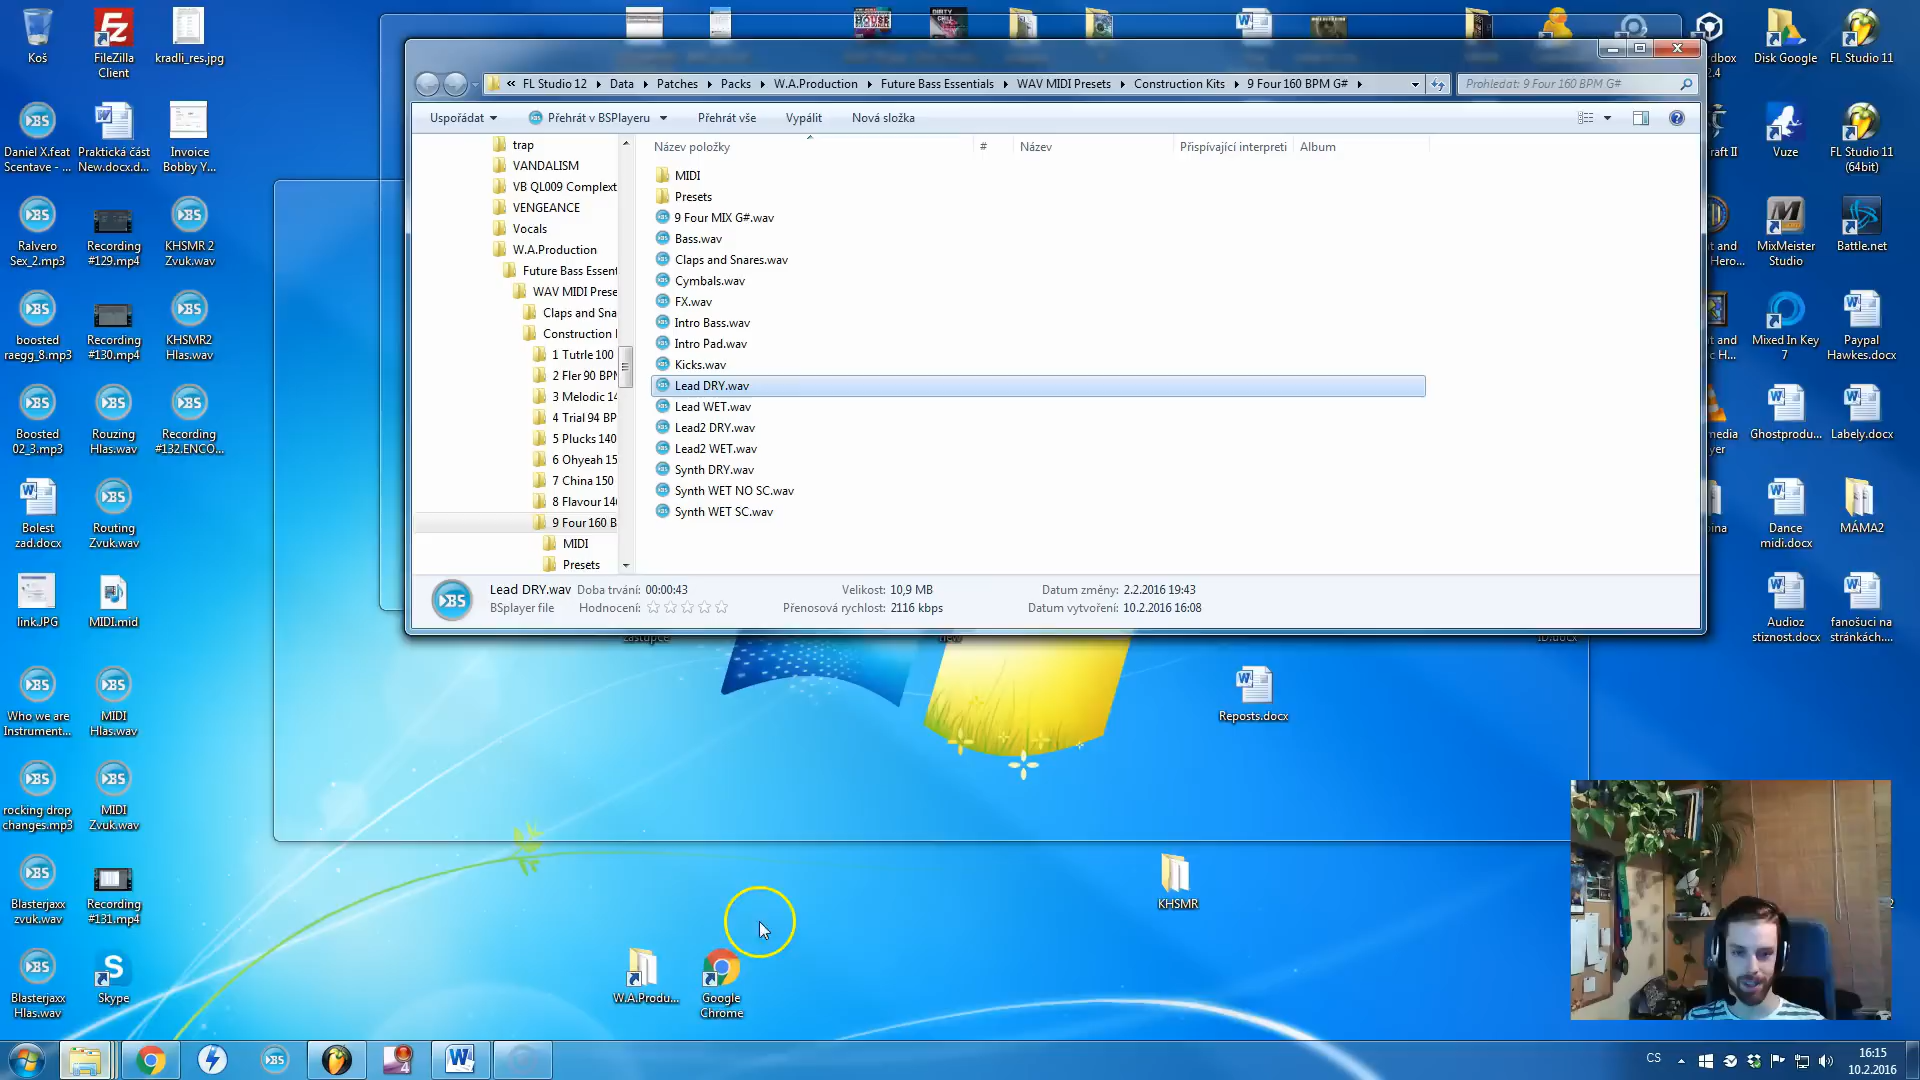 Koš
FileZilla
Client
kradli_res.jpg
Daniel X.feat
Scentave - ...
Praktická část
New.docx.d...
Invoice
Bobby Y...
Ralvero
Sex_2.mp3
Recording
#129.mp4
KHSMR 2
Zvuk.wav
boosted
raegg_8.mp3
Recording
#130.mp4
KHSMR2
Hlas.wav
Boosted
02_3.mp3
Rouzing
Hlas.wav
Recording
#132.ENCO...
Bolest
zad.docx
Routing
Zvuk.wav
link.JPG
MIDI.mid
Who we are
Instrument...
MIDI
Hlas.wav
rocking drop
changes.mp3
MIDI
Zvuk.wav
Blasterjaxx
zvuk.wav
Recording
#131.mp4
Blasterjaxx
Hlas.wav
Skype
« FL Studio 12 Data Patches Packs W.A.Production Future Bass Essentials WAV MIDI Presets Construction Kits 9 Four 160 BPM G#
Prohledat: 9 Four 160 BPM G#
Uspořádat Přehrát v BSPlayeru Přehrát vše Vypálit Nová složka
trap
VANDALISM
VB QL009 Complext
VENGEANCE
Vocals
W.A.Production
Future Bass Essent
WAV MIDI Prese
Claps and Sna
Construction
1 Tutrle 100
2 Fler 90 BPM
3 Melodic 14
4 Trial 94 BP
5 Plucks 140
6 Ohyeah 15
7 China 150
8 Flavour 140
9 Four 160 B
MIDI
Presets
Název položky # Název Přispívající interpreti Album
MIDI
Presets
9 Four MIX G#.wav
Bass.wav
Claps and Snares.wav
Cymbals.wav
FX.wav
Intro Bass.wav
Intro Pad.wav
Kicks.wav
Lead DRY.wav
Lead WET.wav
Lead2 DRY.wav
Lead2 WET.wav
Synth DRY.wav
Synth WET NO SC.wav
Synth WET SC.wav
Lead DRY.wav Doba trvání: 00:00:43 Velikost: 10,9 MB Datum změny: 2.2.2016 19:43
BSplayer file Hodnocení: Přenosová rychlost: 2116 kbps Datum vytvoření: 10.2.2016 16:08
zástupce
new
ID.docx
Reposts.docx
KHSMR
W.A.Produ...
Google
Chrome
Disk Google
FL Studio 11
Vuze
FL Studio 11
(64bit)
MixMeister
Studio
Battle.net
Mixed In Key
7
Paypal
Hawkes.docx
Ghostprodu...
Labely.docx
Dance
midi.docx
MÁMA2
Audioz
stiznost.docx
fanoušci na
stránkách....
CS
16:15
10.2.2016